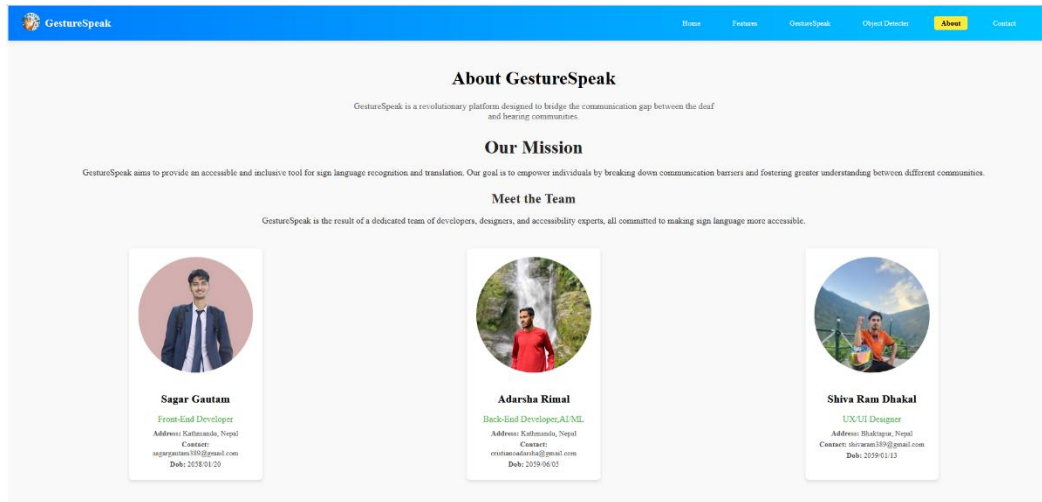 GestureSpeak
Home Features GestureSpeak Object Detecter About Contact
About GestureSpeak
GestureSpeak is a revolutionary platform designed to bridge the communication gap between the deaf
and hearing communities.
Our Mission
GestureSpeak aims to provide an accessible and inclusive tool for sign language recognition and translation. Our goal is to empower individuals by breaking down communication barriers and fostering greater understanding between different communities.
Meet the Team
GestureSpeak is the result of a dedicated team of developers, designers, and accessibility experts, all committed to making sign language more accessible.
Sagar Gautam
Front-End Developer
Address: Kathmandu, Nepal
Contact:
sagargautam389@gmail.com
Dob: 2058/01/20
Adarsha Rimal
Back-End Developer,AI/ML
Address: Kathmandu, Nepal
Contact:
cristianoadarsha@gmail.com
Dob: 2059/06/05
Shiva Ram Dhakal
UX/UI Designer
Address: Bhaktapur, Nepal
Contact: shivaram389@gmail.com
Dob: 2059/01/13